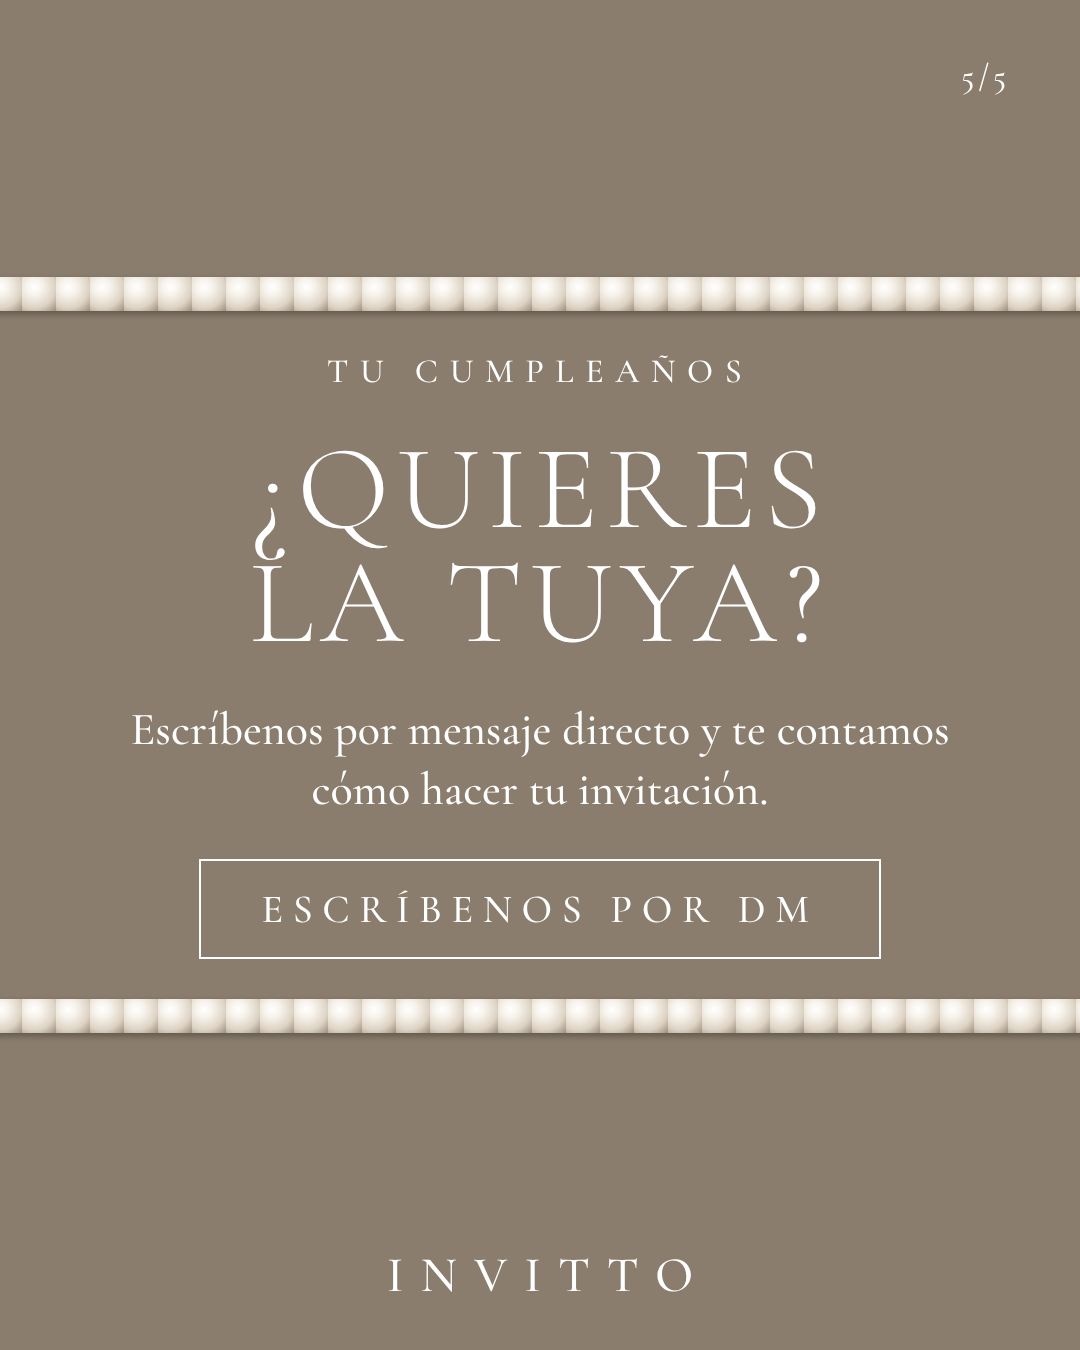 5/5
TU CUMPLEAÑOS
¿QUIERES
LA TUYA?
Escríbenos por mensaje directo y te contamos
cómo hacer tu invitación.
ESCRÍBENOS POR DM
INVITTO